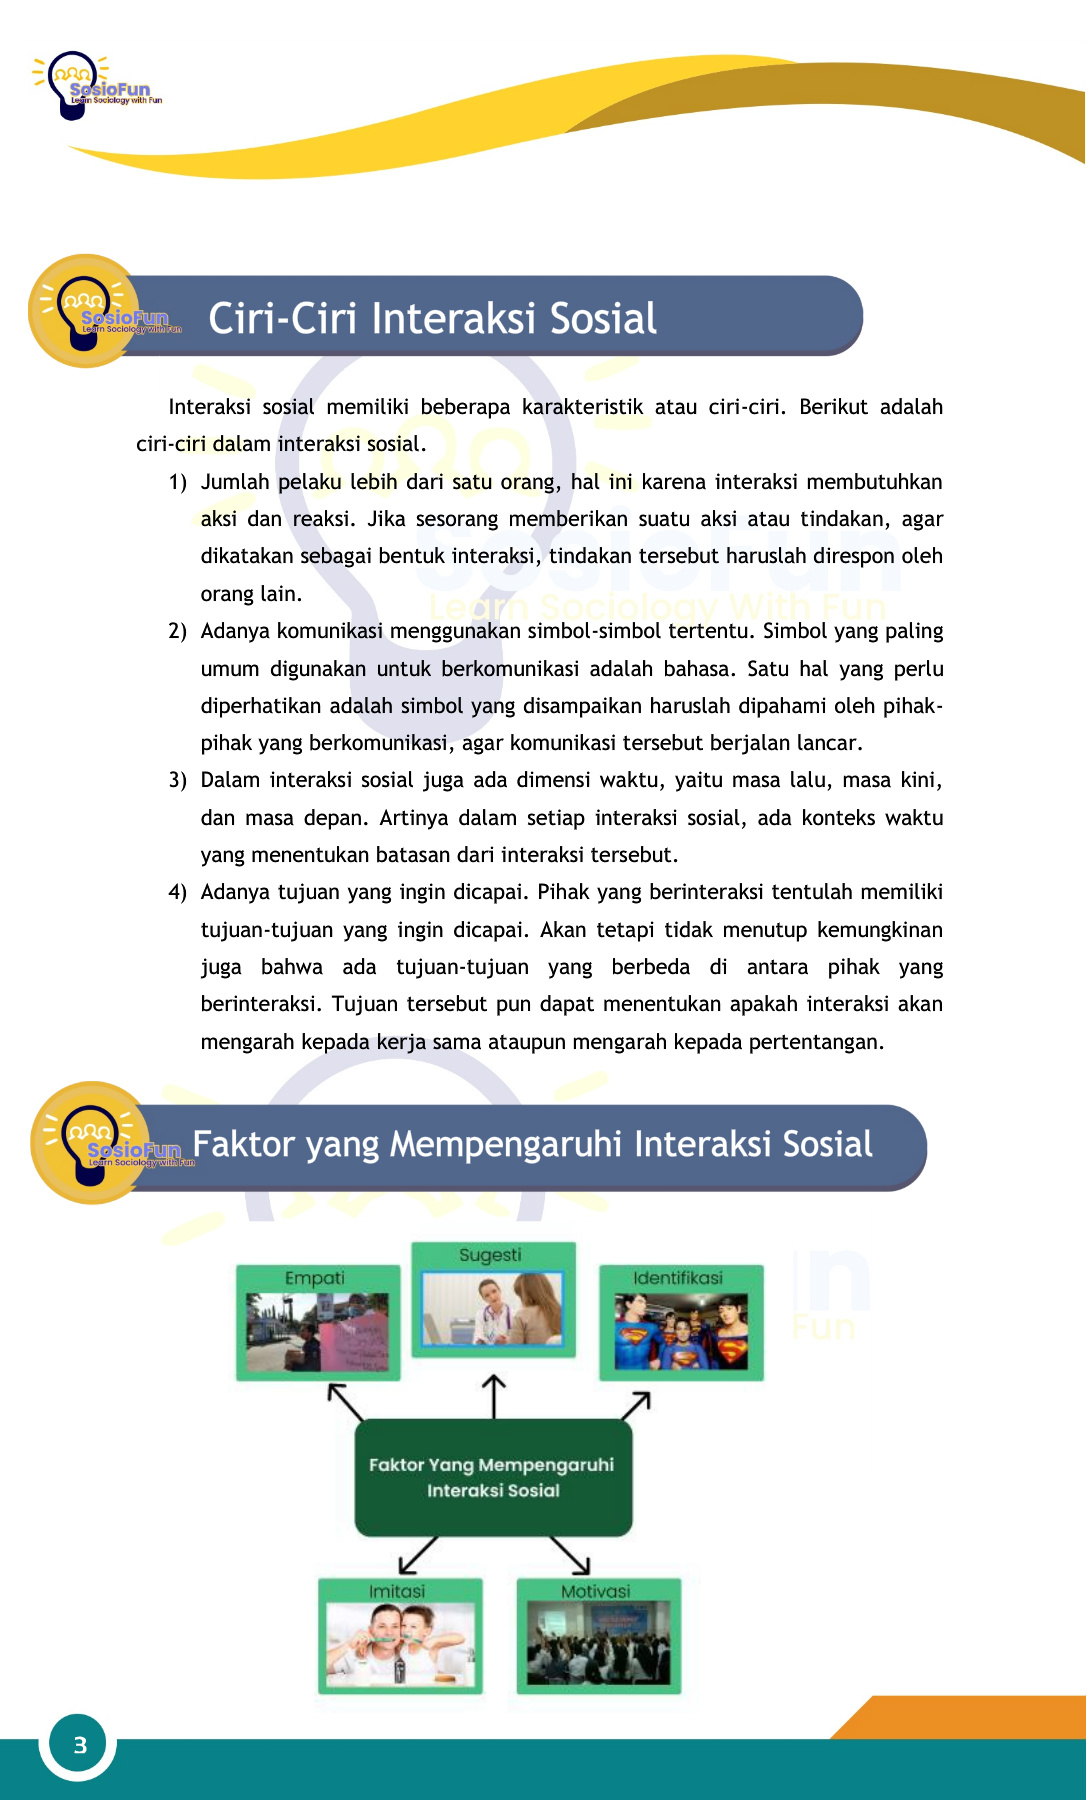 SosioFun
Learn Sociology with Fun
SosioFun
Learn Sociology with Fun
Ciri-Ciri Interaksi Sosial
Interaksi sosial memiliki beberapa karakteristik atau ciri-ciri. Berikut adalah
ciri-ciri dalam interaksi sosial.
1) Jumlah pelaku lebih dari satu orang, hal ini karena interaksi membutuhkan
aksi dan reaksi. Jika sesorang memberikan suatu aksi atau tindakan, agar
dikatakan sebagai bentuk interaksi, tindakan tersebut haruslah direspon oleh
orang lain.
SosioFun
Learn Sociology With Fun
2) Adanya komunikasi menggunakan simbol-simbol tertentu. Simbol yang paling
umum digunakan untuk berkomunikasi adalah bahasa. Satu hal yang perlu
diperhatikan adalah simbol yang disampaikan haruslah dipahami oleh pihak-
pihak yang berkomunikasi, agar komunikasi tersebut berjalan lancar.
3) Dalam interaksi sosial juga ada dimensi waktu, yaitu masa lalu, masa kini,
dan masa depan. Artinya dalam setiap interaksi sosial, ada konteks waktu
yang menentukan batasan dari interaksi tersebut.
4) Adanya tujuan yang ingin dicapai. Pihak yang berinteraksi tentulah memiliki
tujuan-tujuan yang ingin dicapai. Akan tetapi tidak menutup kemungkinan
juga bahwa ada tujuan-tujuan yang berbeda di antara pihak yang
berinteraksi. Tujuan tersebut pun dapat menentukan apakah interaksi akan
mengarah kepada kerja sama ataupun mengarah kepada pertentangan.
SosioFun
Learn Sociology with Fun
Faktor yang Mempengaruhi Interaksi Sosial
Sugesti
Empati
Identifikasi
n
Fun
Faktor Yang Mempengaruhi
Interaksi Sosial
Imitasi
Motivasi
3